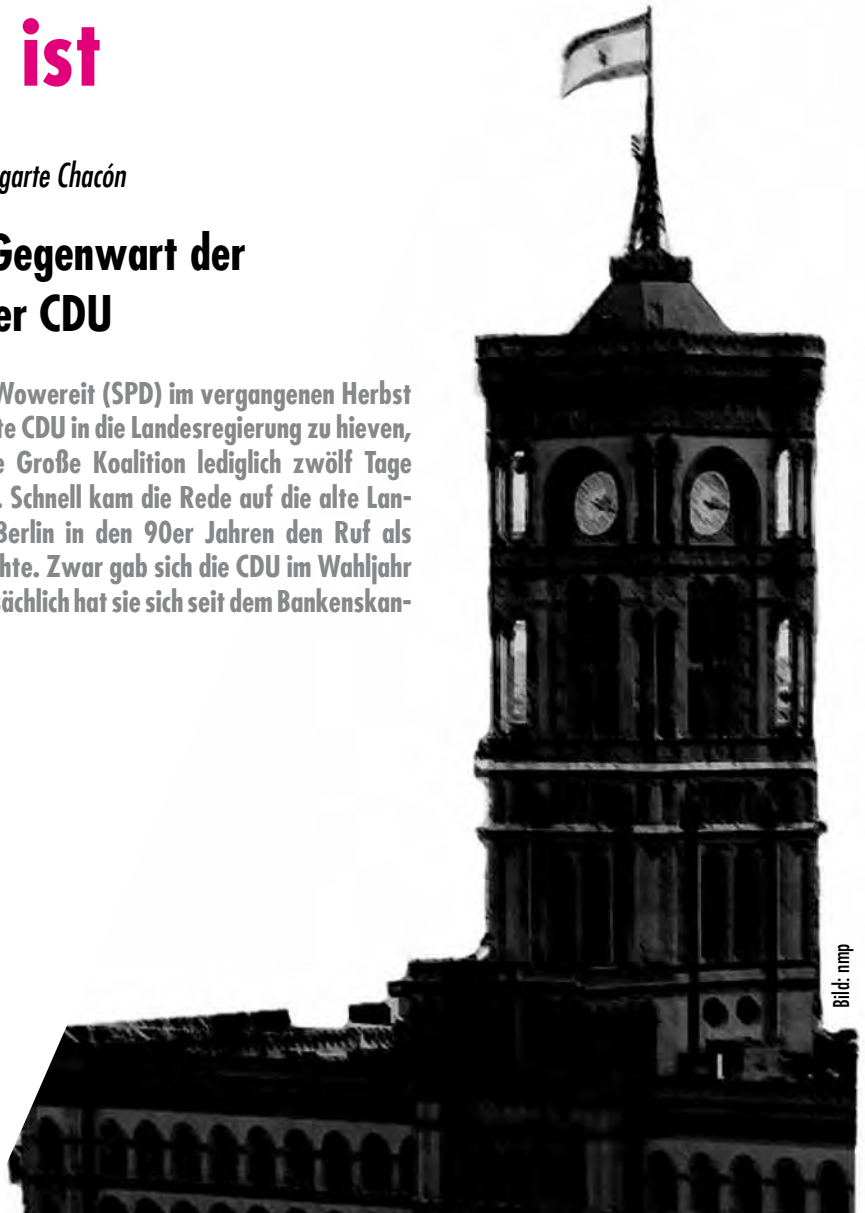 ist
garte Chacón
Gegenwart der
er CDU
Wowereit (SPD) im vergangenen Herbst
te CDU in die Landesregierung zu hieven,
e Große Koalition lediglich zwölf Tage
. Schnell kam die Rede auf die alte Lan-
Berlin in den 90er Jahren den Ruf als
hte. Zwar gab sich die CDU im Wahljahr
sächlich hat sie sich seit dem Bankenskan-
Bild: nmp